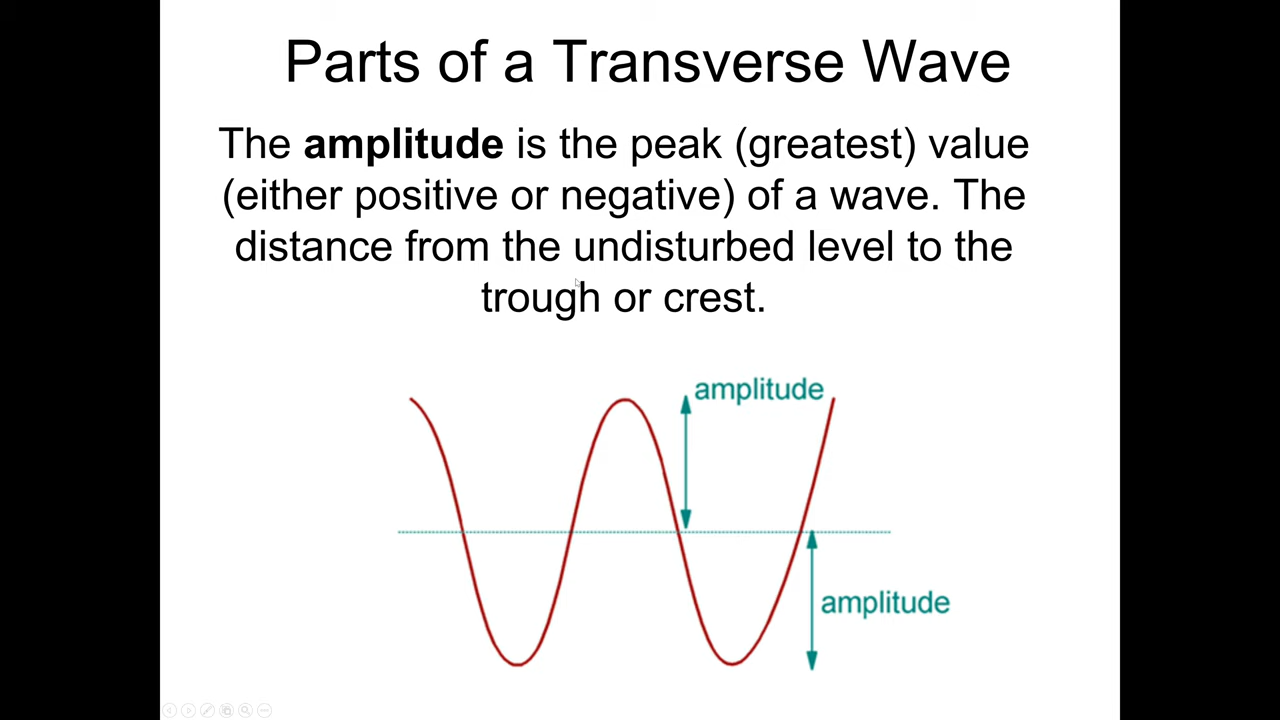 Parts of a Transverse Wave
The amplitude is the peak (greatest) value
(either positive or negative) of a wave. The
distance from the undisturbed level to the
trough or crest.
amplitude
amplitude